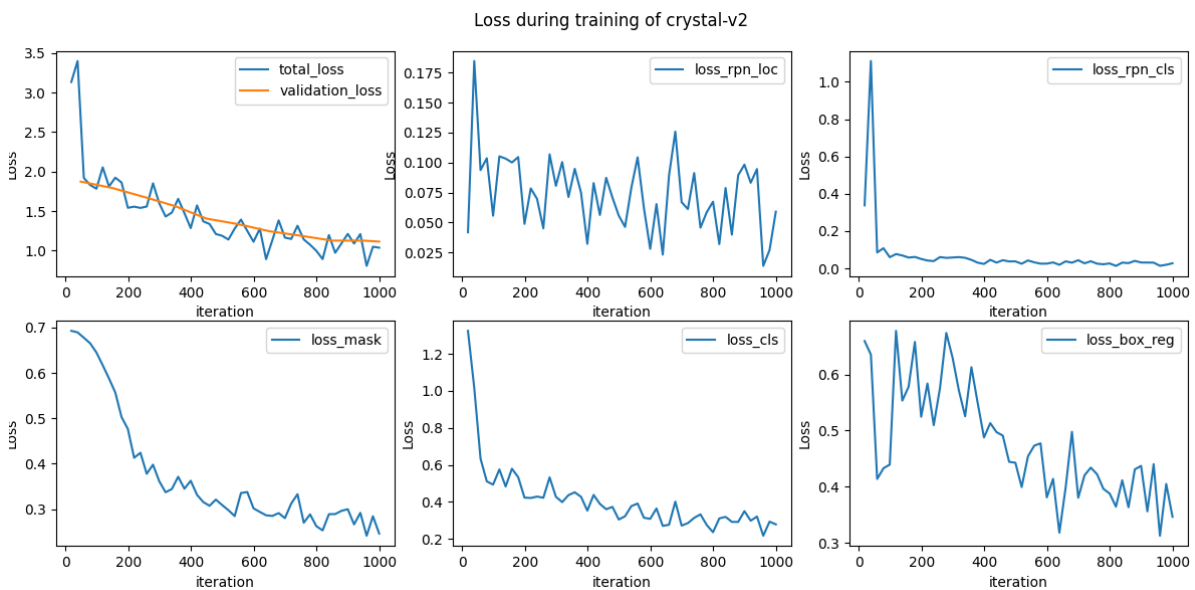 Loss during training of crystal-v2
3.5
3.0
2.5
2.0
1.5
1.0
Loss
total_loss
validation_loss
0 200 400 600 800 1000
iteration
0.175
0.150
0.125
0.100
0.075
0.050
0.025
Loss
loss_rpn_loc
0 200 400 600 800 1000
iteration
1.0
0.8
0.6
0.4
0.2
0.0
loss_rpn_cls
0 200 400 600 800 1000
iteration
0.7
0.6
0.5
0.4
0.3
Loss
loss_mask
0 200 400 600 800 1000
iteration
1.2
1.0
0.8
0.6
0.4
0.2
Loss
loss_cls
0 200 400 600 800 1000
iteration
0.6
0.5
0.4
0.3
Loss
loss_box_reg
0 200 400 600 800 1000
iteration